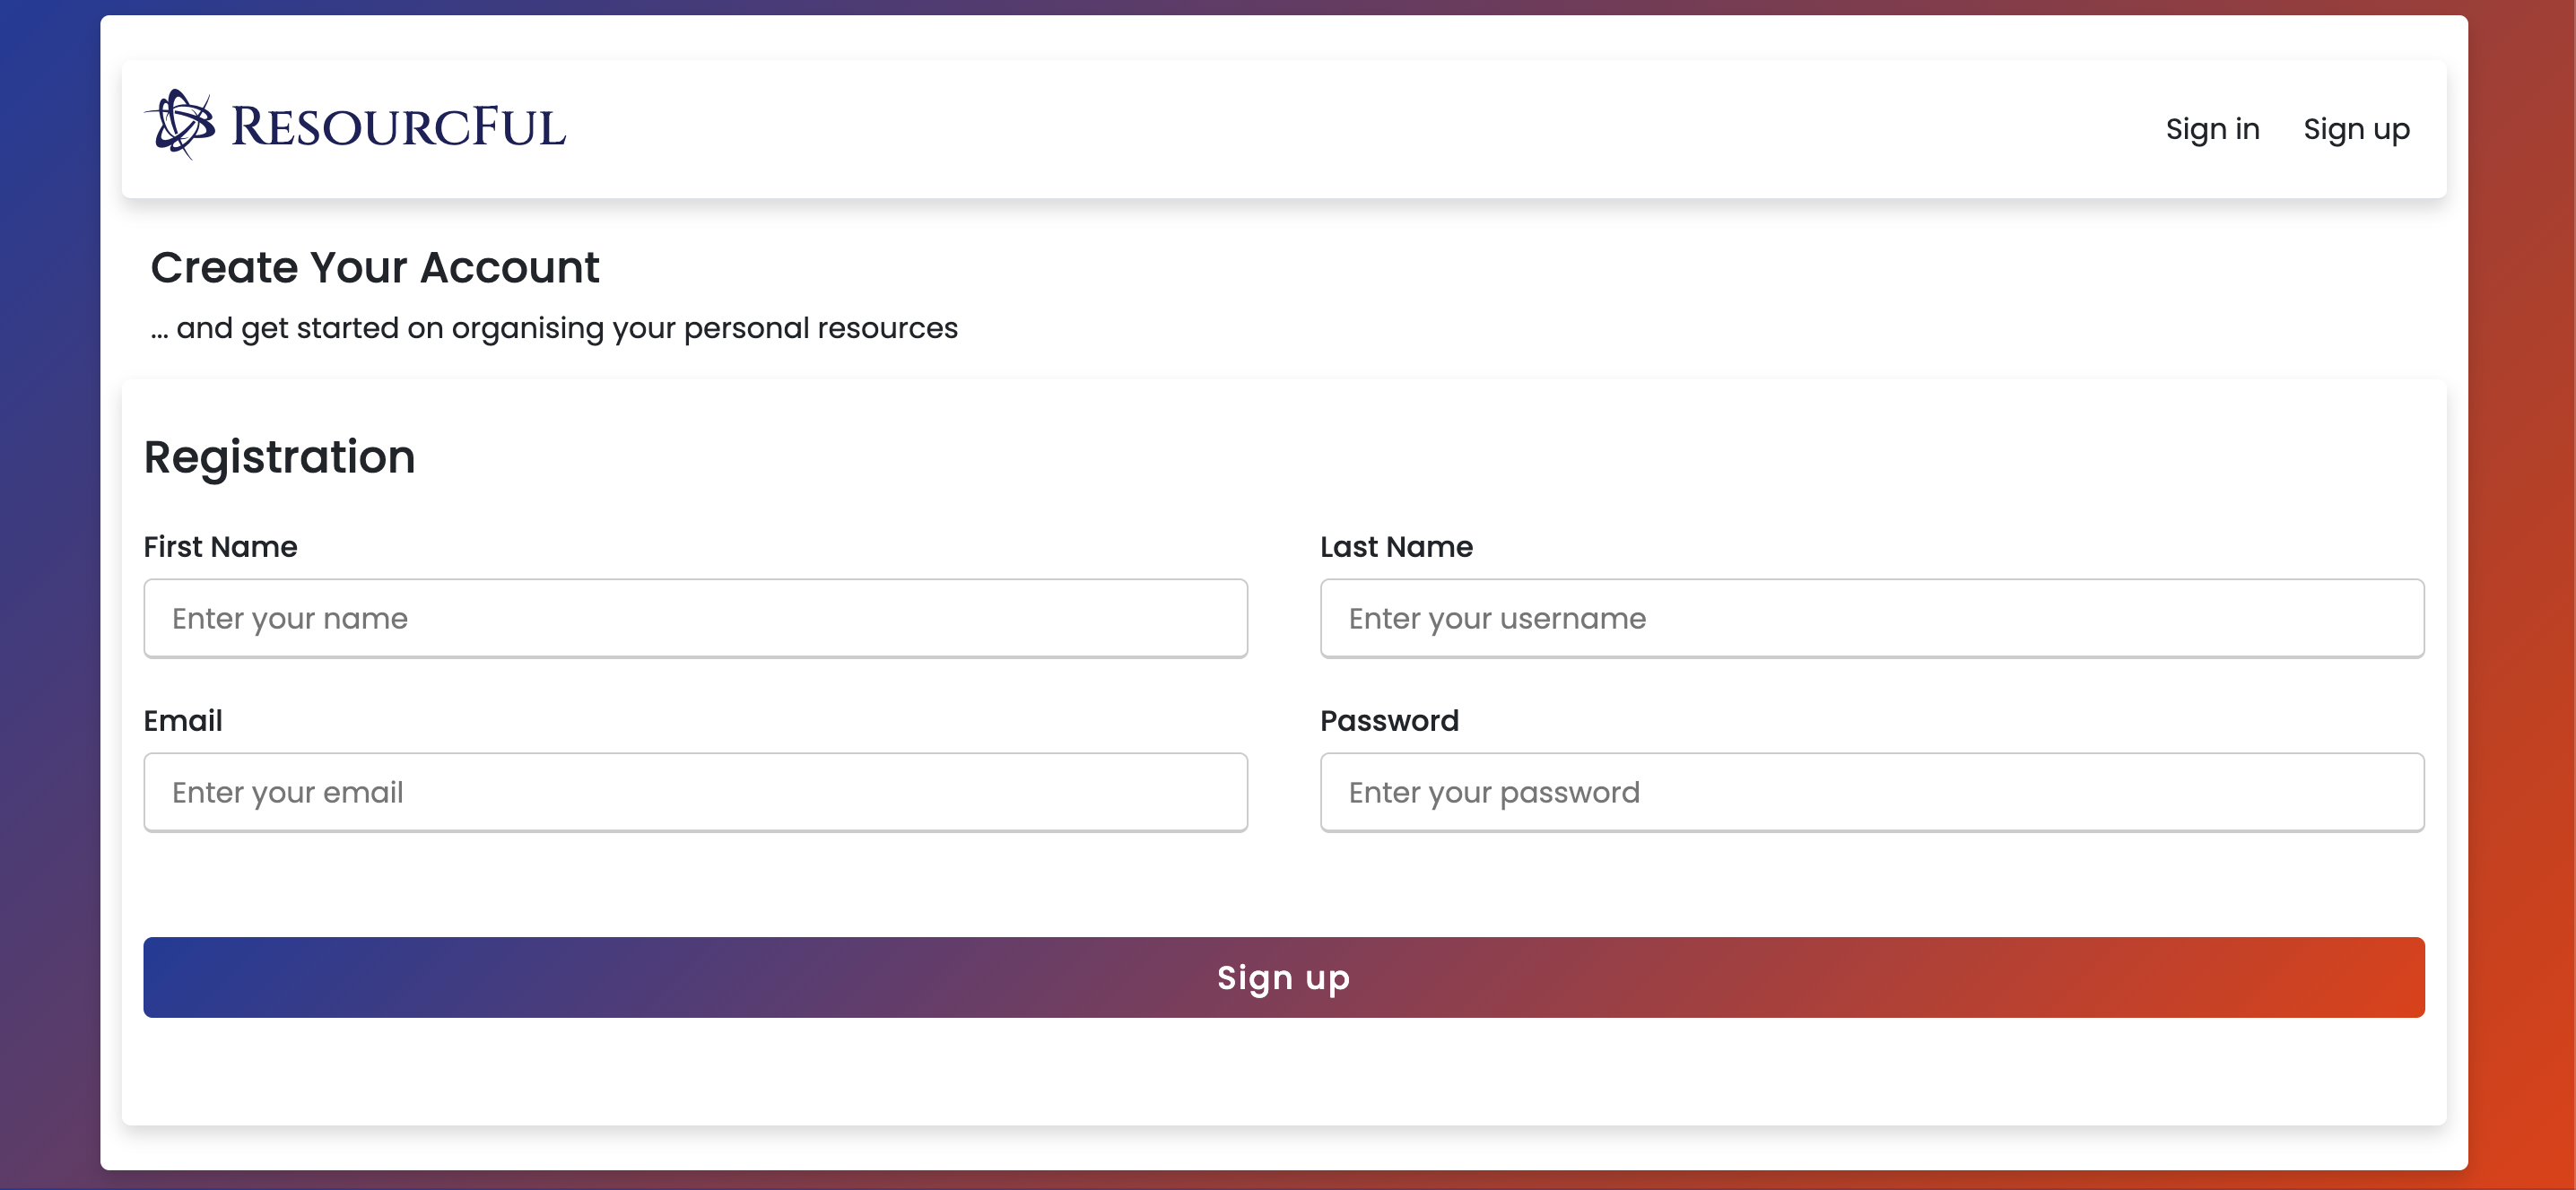 ResourcFul
Sign in Sign up
Create Your Account
... and get started on organising your personal resources
Registration
First Name Last Name
Enter your name Enter your username
Email Password
Enter your email Enter your password
Sign up